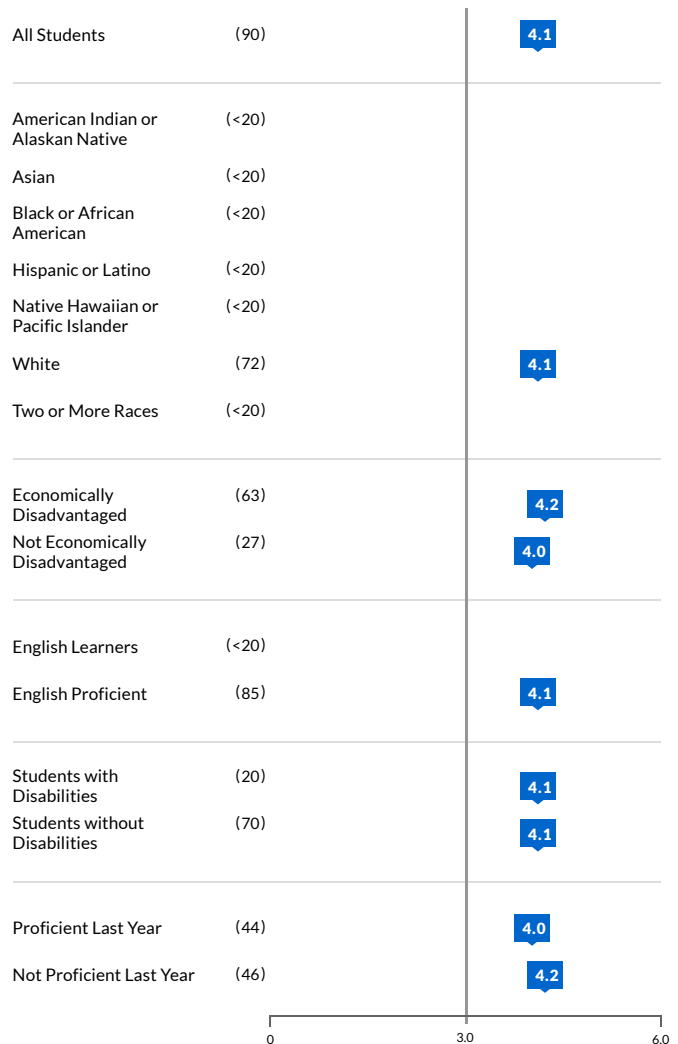 All Students (90) 4.1
American Indian or (<20)
Alaskan Native
Asian (<20)
Black or African (<20)
American
Hispanic or Latino (<20)
Native Hawaiian or (<20)
Pacific Islander
White (72) 4.1
Two or More Races (<20)
Economically (63) 4.2
Disadvantaged
Not Economically (27) 4.0
Disadvantaged
English Learners (<20)
English Proficient (85) 4.1
Students with (20) 4.1
Disabilities
Students without (70) 4.1
Disabilities
Proficient Last Year (44) 4.0
Not Proficient Last Year (46) 4.2
0 3.0 6.0